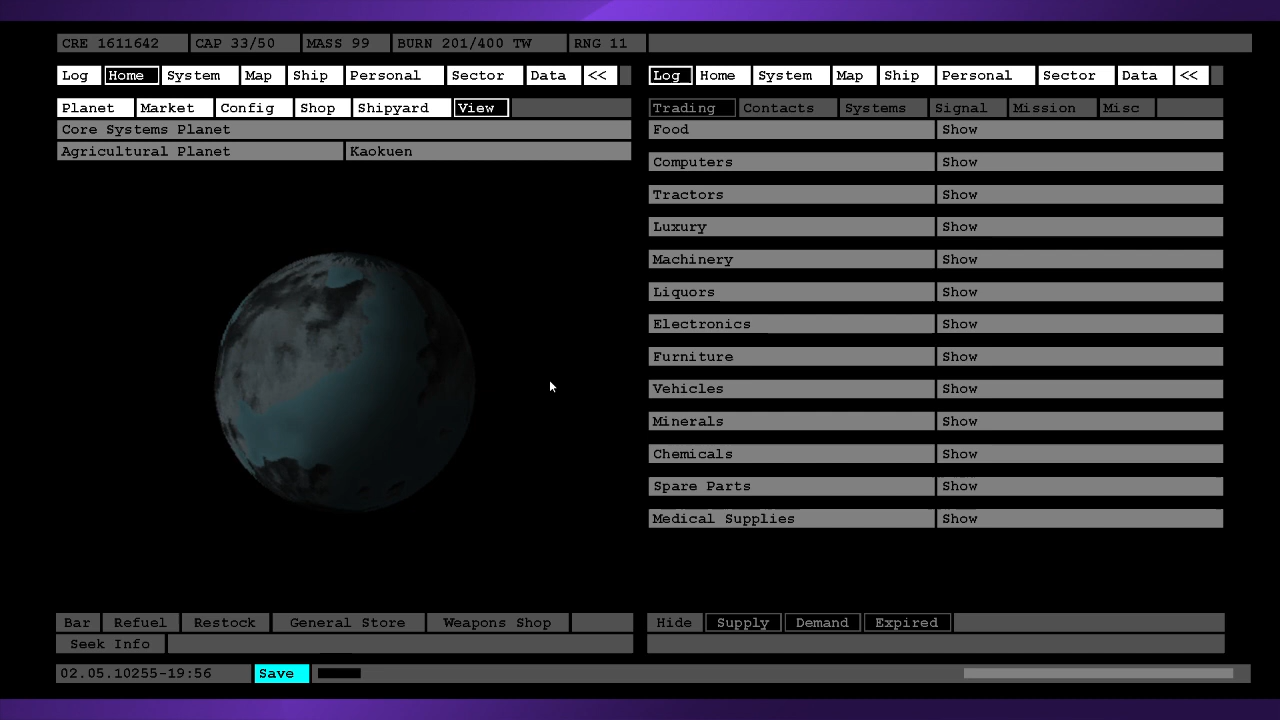 CRE 1611642 CAP 33/50 MASS 99 BURN 201/400 TW RNG 11
Log Home System Map Ship Personal Sector Data <<
Planet Market Config Shop Shipyard View
Core Systems Planet
Agricultural Planet Kaokuen
Bar Refuel Restock General Store Weapons Shop
Seek Info
Log Home System Map Ship Personal Sector Data <<
Trading Contacts Systems Signal Mission Misc
Food Show
Computers Show
Tractors Show
Luxury Show
Machinery Show
Liquors Show
Electronics Show
Furniture Show
Vehicles Show
Minerals Show
Chemicals Show
Spare Parts Show
Medical Supplies Show
Hide Supply Demand Expired
02.05.10255-19:56 Save